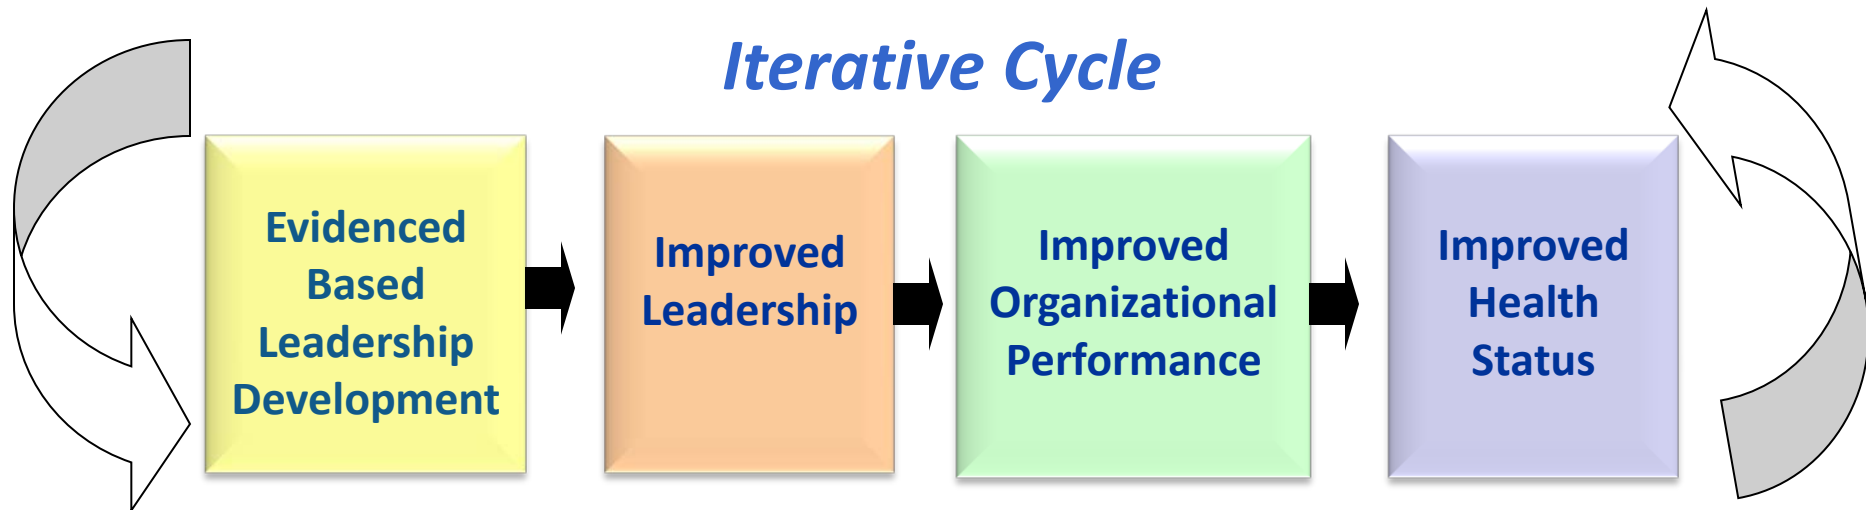 Iterative Cycle
Evidenced
Based
Leadership
Development
Improved
Leadership
Improved
Organizational
Performance
Improved
Health
Status